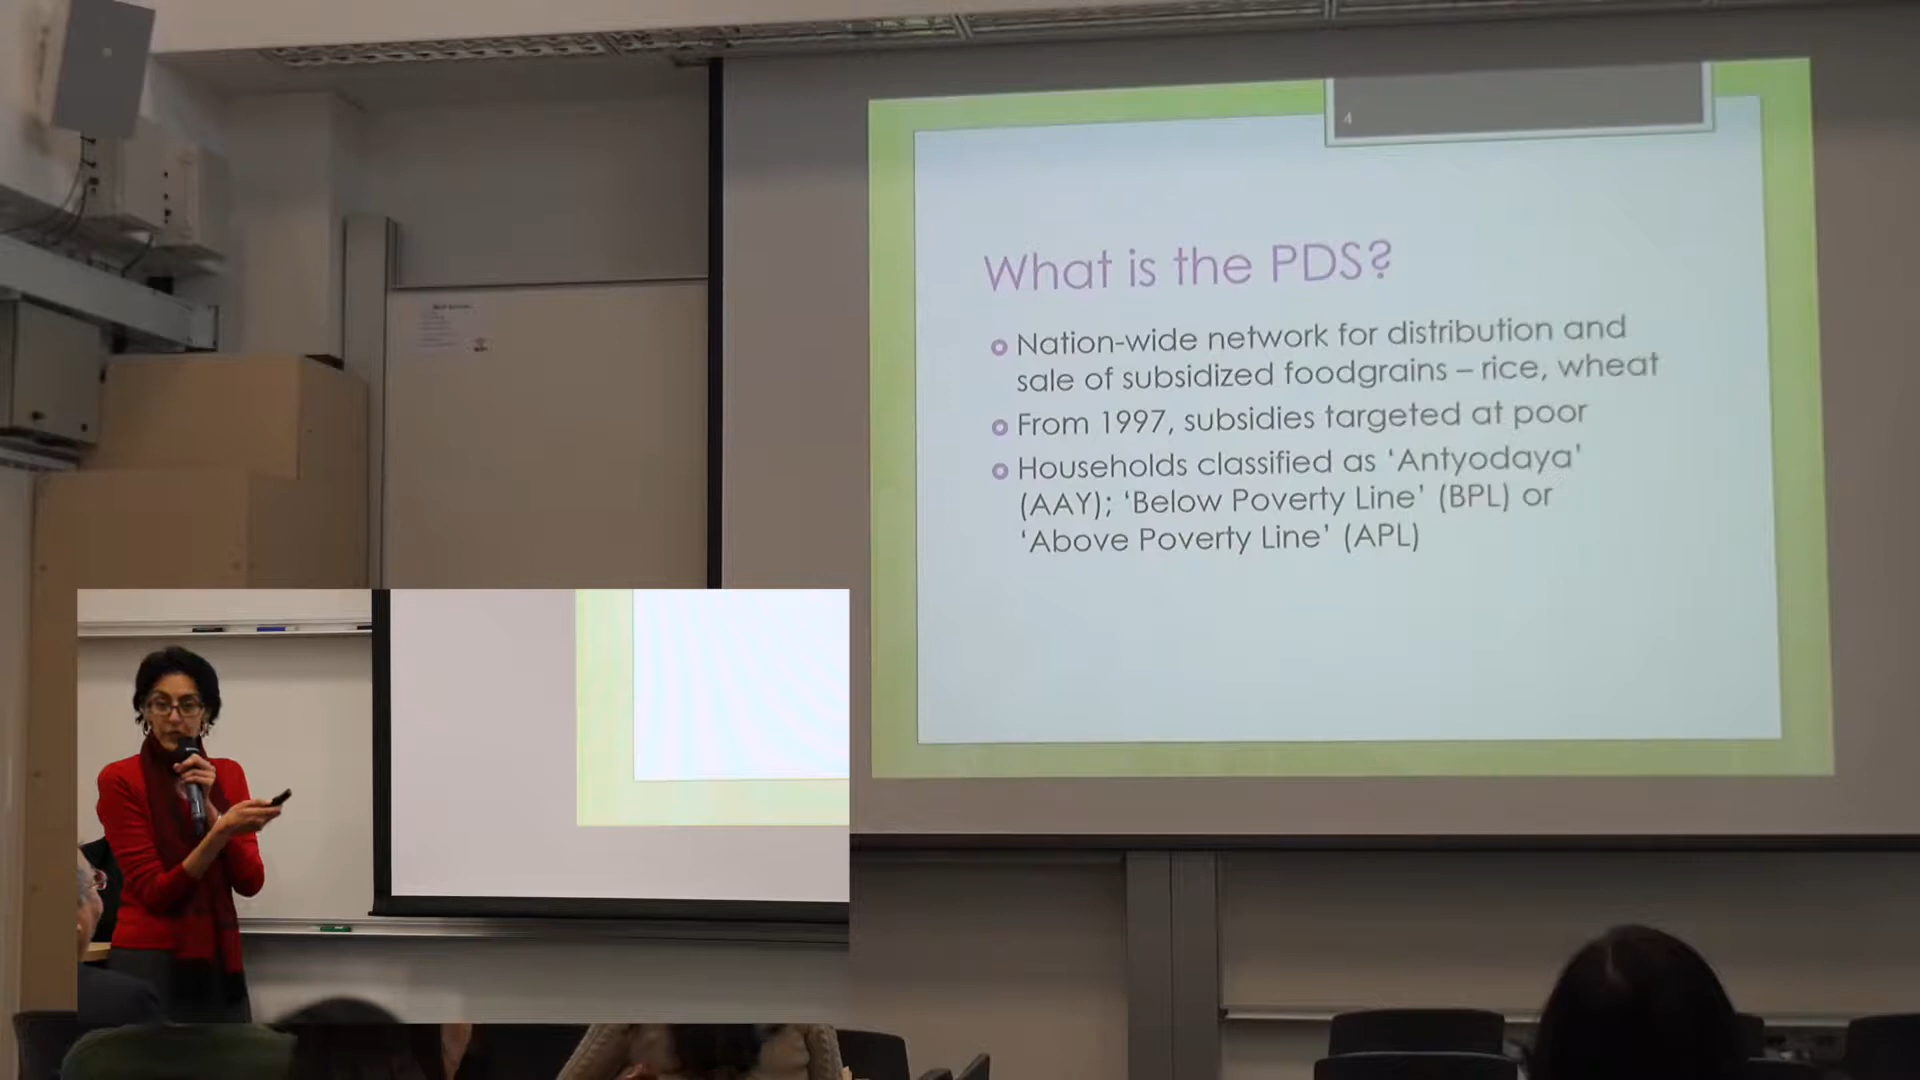 4
What is the PDS?
Nation-wide network for distribution and
sale of subsidized foodgrains – rice, wheat
From 1997, subsidies targeted at poor
Households classified as ‘Antyodaya’
(AAY); ‘Below Poverty Line’ (BPL) or
‘Above Poverty Line’ (APL)